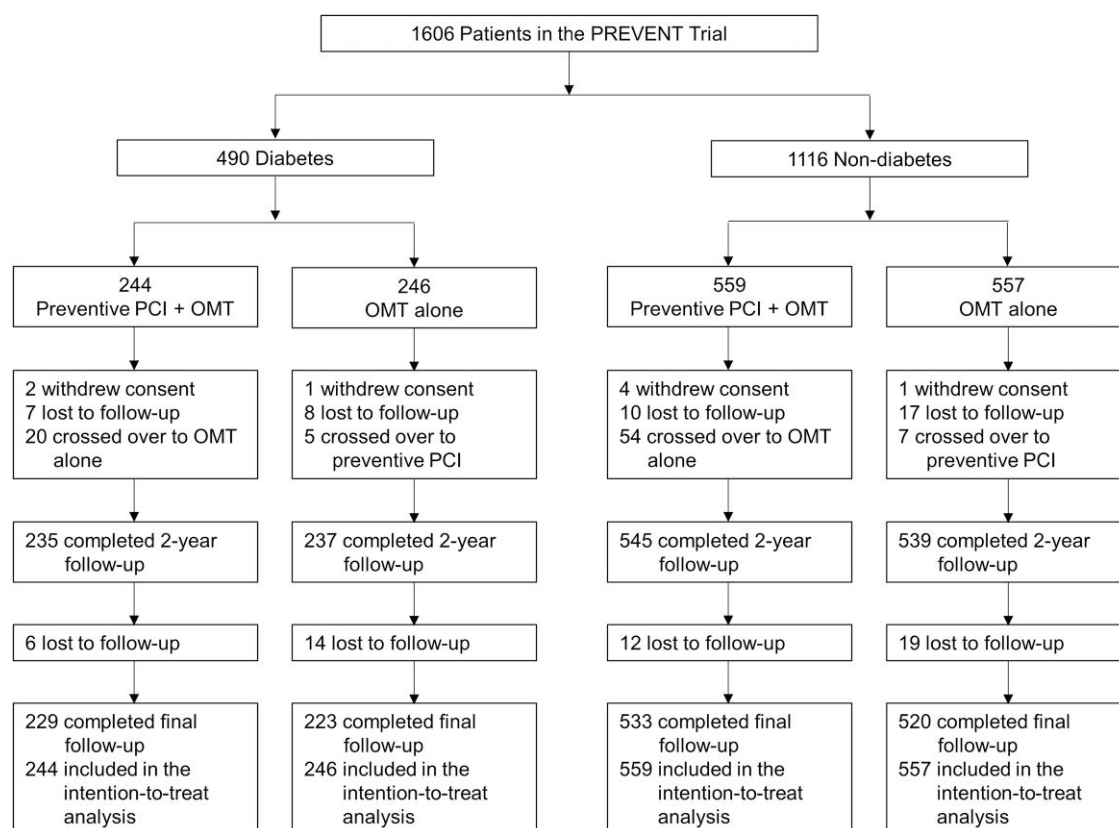 1606 Patients in the PREVENT Trial
490 Diabetes
1116 Non-diabetes
244
Preventive PCI + OMT
246
OMT alone
559
Preventive PCI + OMT
557
OMT alone
2 withdrew consent
7 lost to follow-up
20 crossed over to OMT
alone
1 withdrew consent
8 lost to follow-up
5 crossed over to
preventive PCI
4 withdrew consent
10 lost to follow-up
54 crossed over to OMT
alone
1 withdrew consent
17 lost to follow-up
7 crossed over to
preventive PCI
235 completed 2-year
follow-up
237 completed 2-year
follow-up
545 completed 2-year
follow-up
539 completed 2-year
follow-up
6 lost to follow-up
14 lost to follow-up
12 lost to follow-up
19 lost to follow-up
229 completed final
follow-up
244 included in the
intention-to-treat
analysis
223 completed final
follow-up
246 included in the
intention-to-treat
analysis
533 completed final
follow-up
559 included in the
intention-to-treat
analysis
520 completed final
follow-up
557 included in the
intention-to-treat
analysis